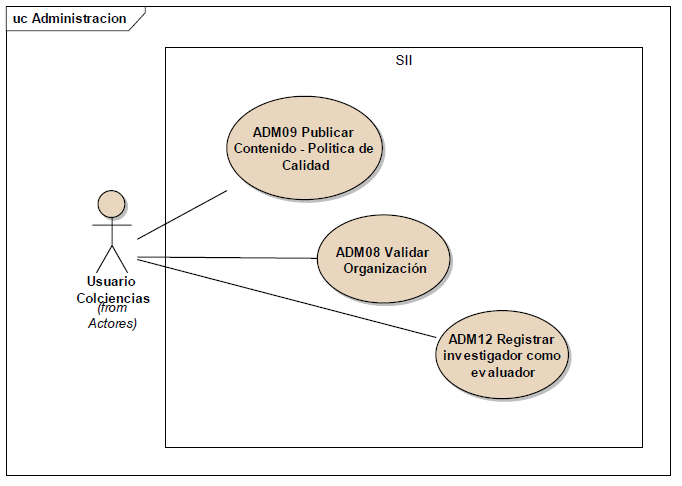 uc Administracion
SII
ADM09 Publicar
Contenido - Politica de
Calidad
ADM08 Validar
Organización
Usuario
Colciencias
(from
Actores)
ADM12 Registrar
investigador como
evaluador